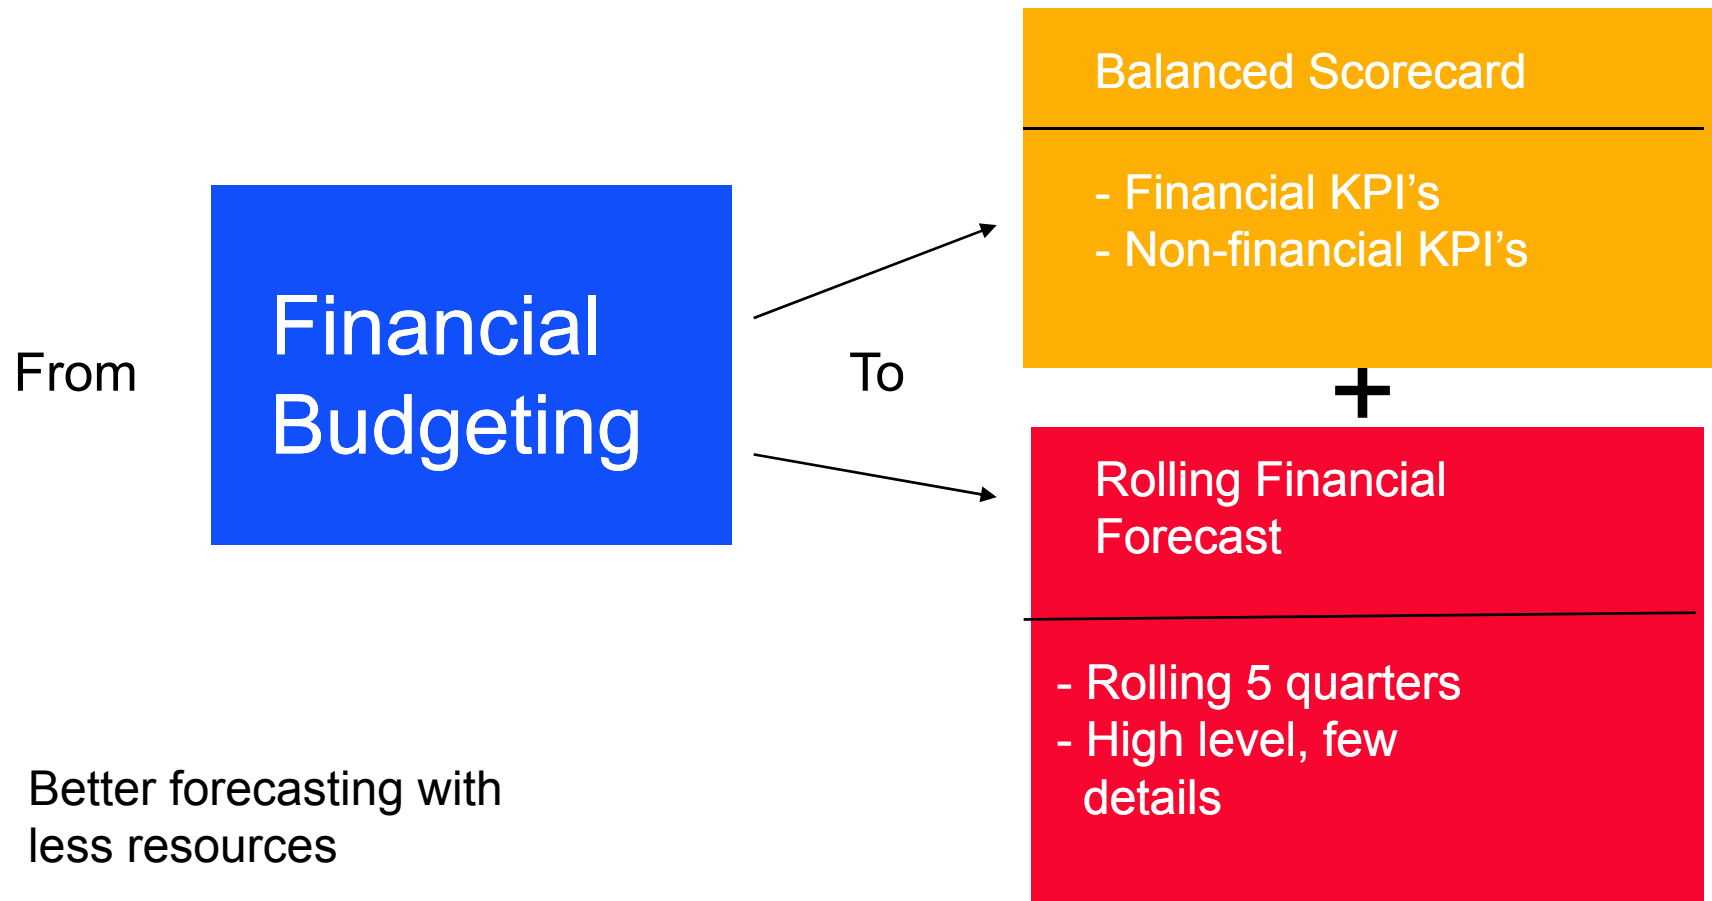 From
Financial
Budgeting
To
Balanced Scorecard
- Financial KPI’s
- Non-financial KPI’s
+
Rolling Financial
Forecast
- Rolling 5 quarters
- High level, few
details
Better forecasting with
less resources